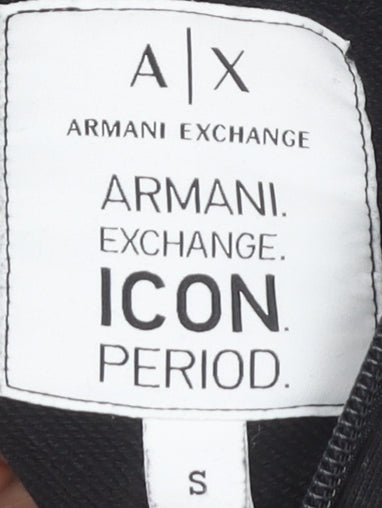 A|X
ARMANI EXCHANGE
ARMANI.
EXCHANGE.
ICON.
PERIOD.
S